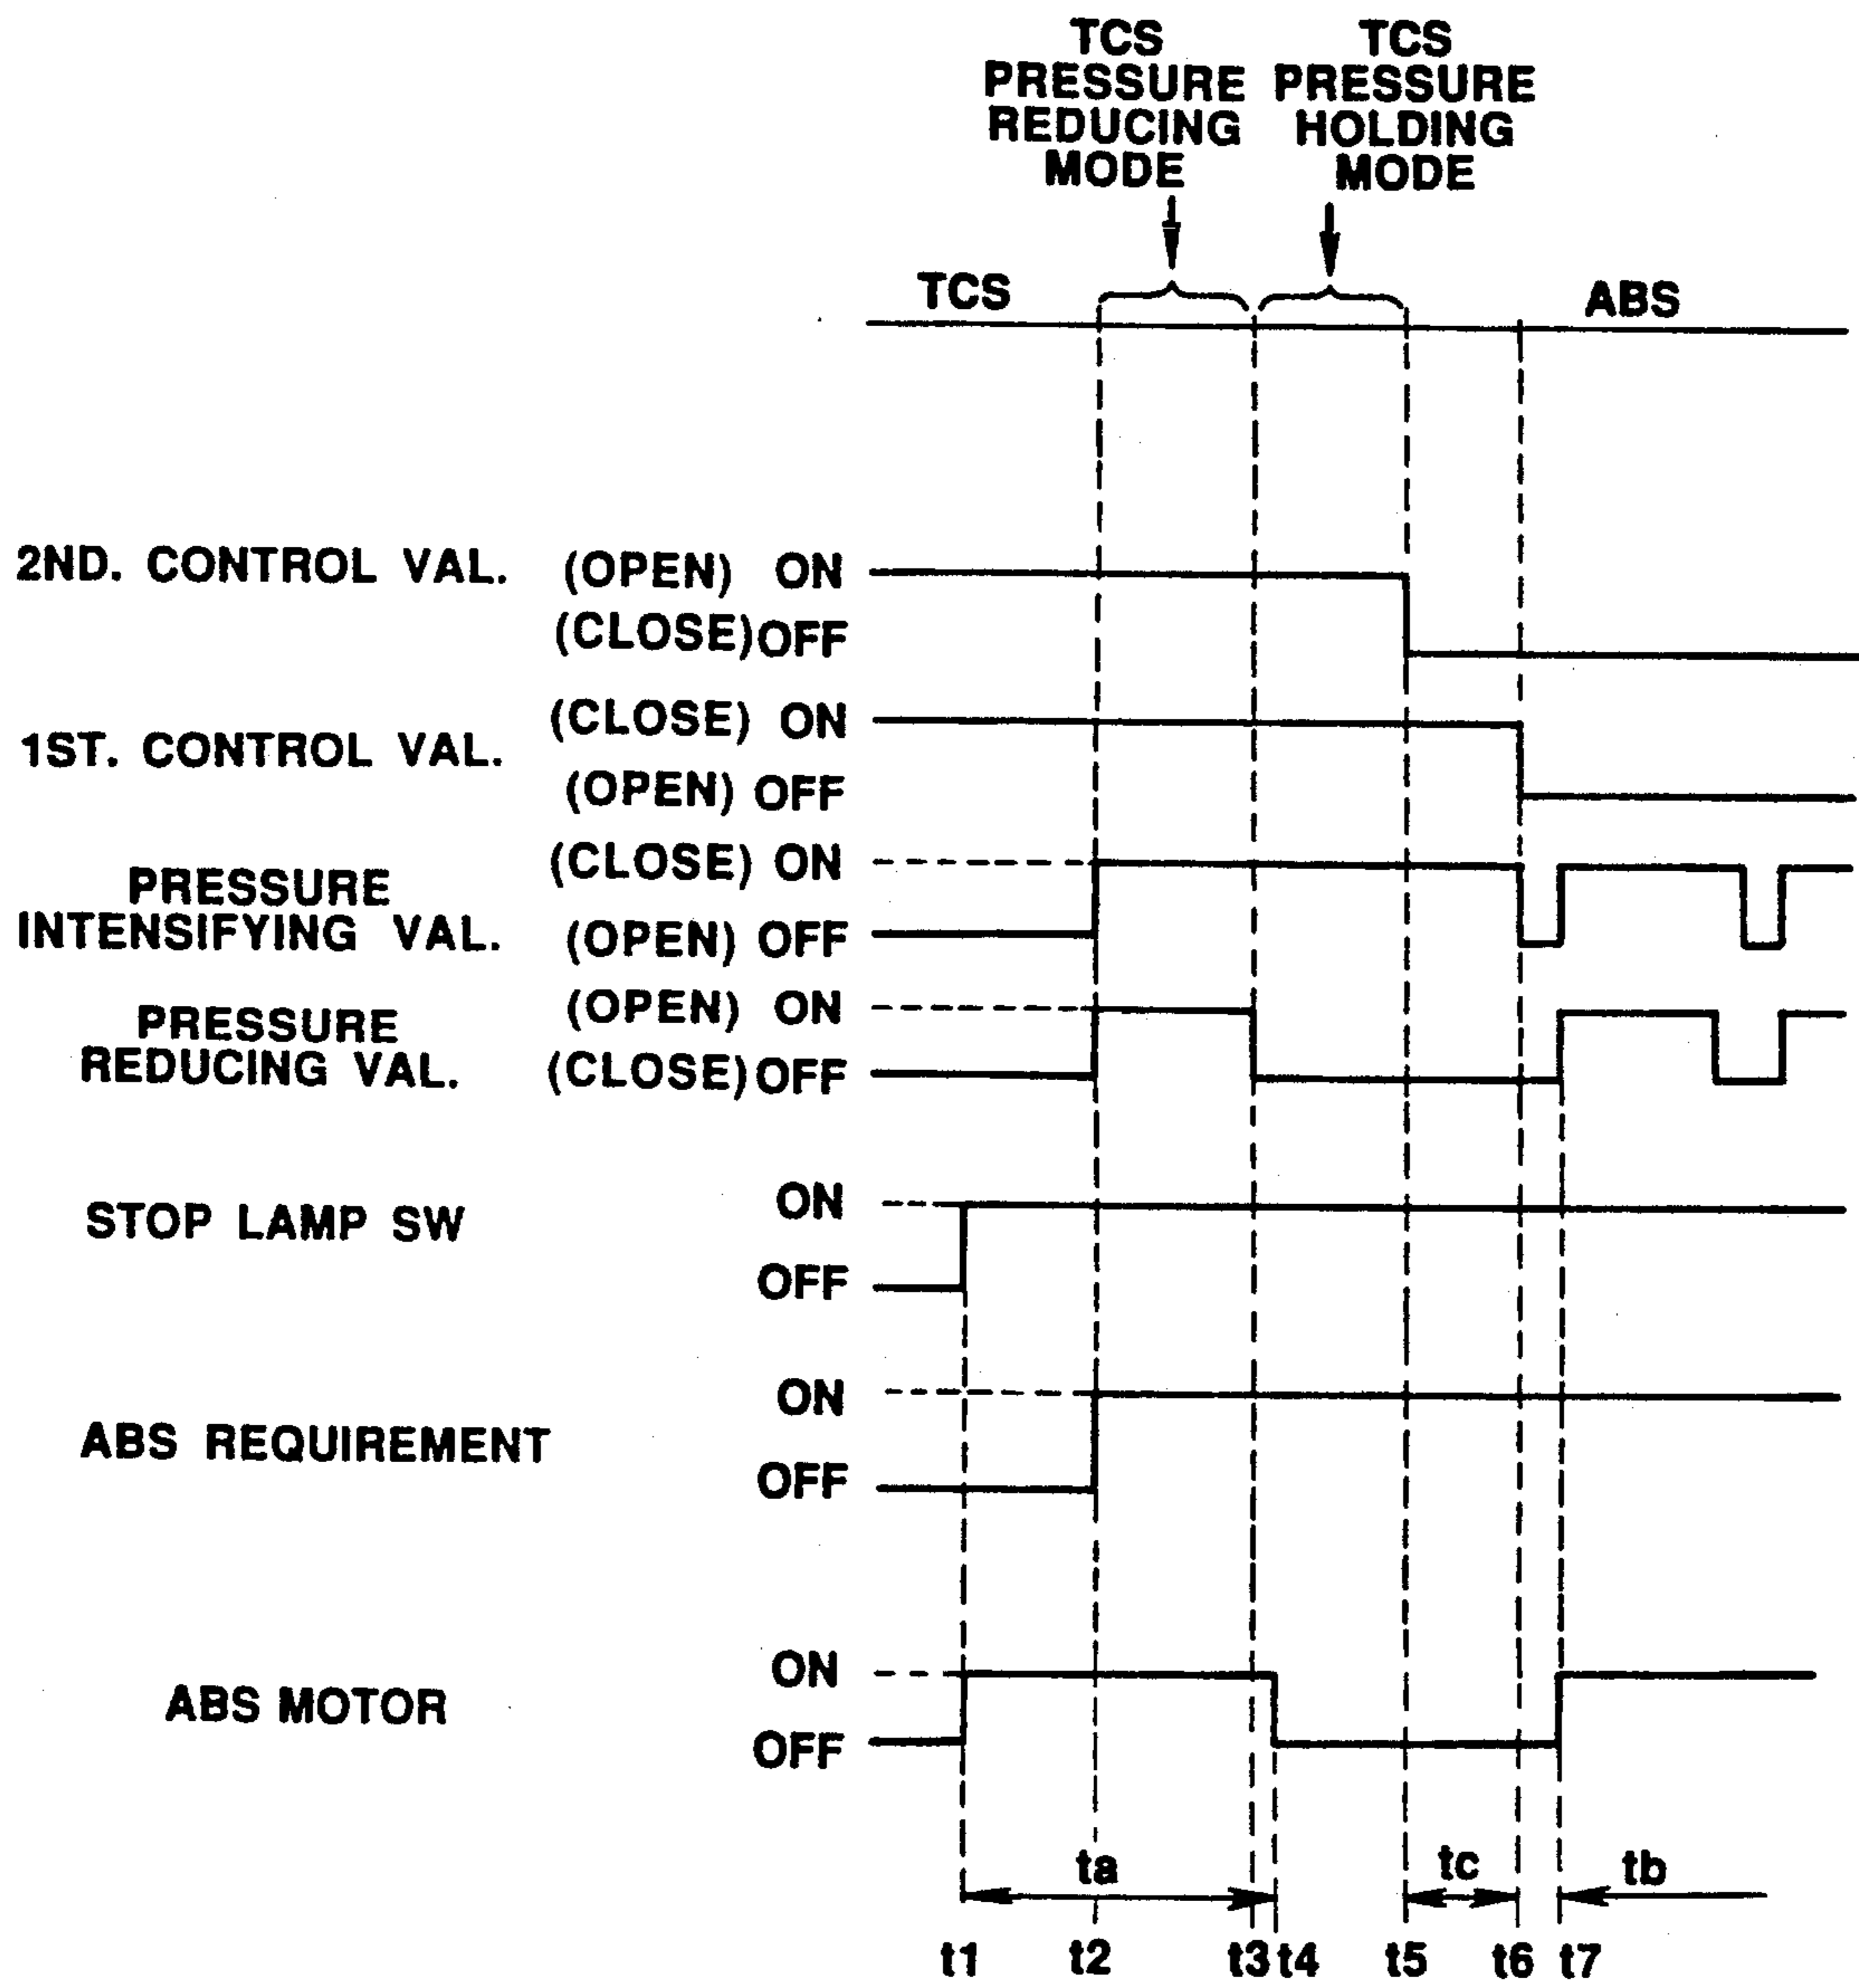 TCS PRESSURE REDUCING MODE
TCS PRESSURE HOLDING MODE
TCS
ABS
2ND. CONTROL VAL. (OPEN) ON
(CLOSE) OFF
1ST. CONTROL VAL. (CLOSE) ON
(OPEN) OFF
PRESSURE INTENSIFYING VAL. (CLOSE) ON
(OPEN) OFF
PRESSURE REDUCING VAL. (OPEN) ON
(CLOSE) OFF
STOP LAMP SW ON
OFF
ABS REQUIREMENT ON
OFF
ABS MOTOR ON
OFF
ta tc tb
t1 t2 t3 t4 t5 t6 t7